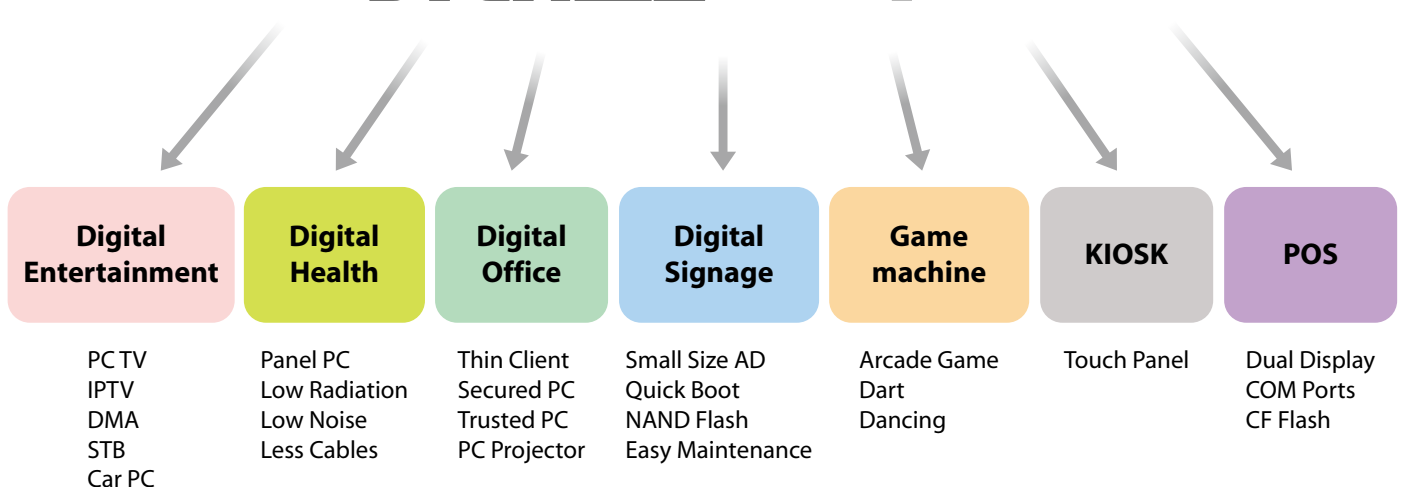 Digital
Entertainment
Digital
Health
Digital
Office
Digital
Signage
Game
machine
KIOSK
POS
PC TV
IPTV
DMA
STB
Car PC
Panel PC
Low Radiation
Low Noise
Less Cables
Thin Client
Secured PC
Trusted PC
PC Projector
Small Size AD
Quick Boot
NAND Flash
Easy Maintenance
Arcade Game
Dart
Dancing
Touch Panel
Dual Display
COM Ports
CF Flash